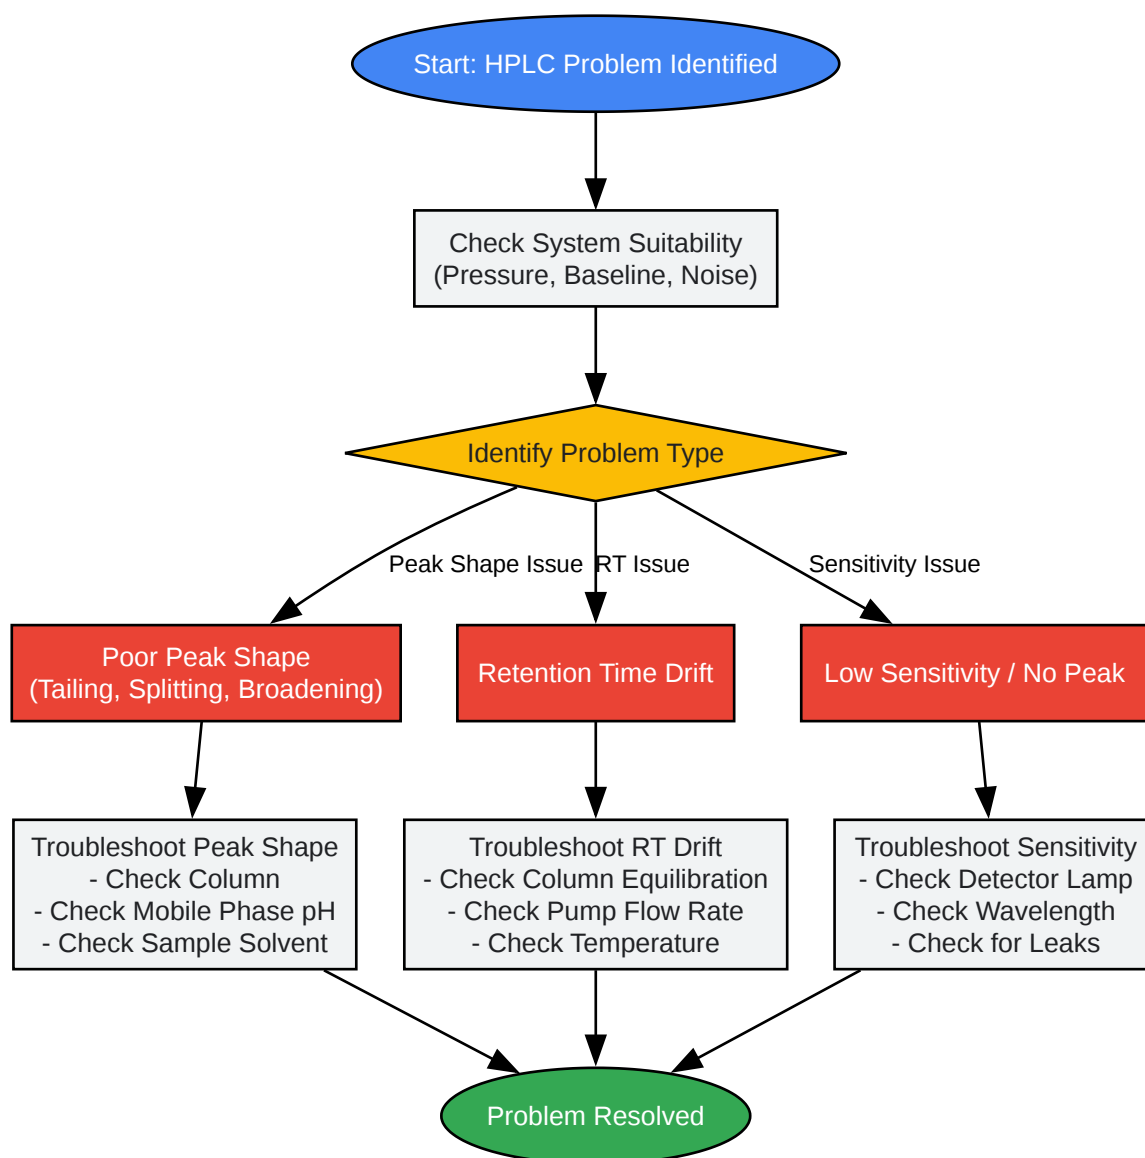 Start: HPLC Problem Identified
Check System Suitability
(Pressure, Baseline, Noise)
Identify Problem Type
Peak Shape Issue
RT Issue
Sensitivity Issue
Poor Peak Shape
(Tailing, Splitting, Broadening)
Retention Time Drift
Low Sensitivity / No Peak
Troubleshoot Peak Shape
- Check Column
- Check Mobile Phase pH
- Check Sample Solvent
Troubleshoot RT Drift
- Check Column Equilibration
- Check Pump Flow Rate
- Check Temperature
Troubleshoot Sensitivity
- Check Detector Lamp
- Check Wavelength
- Check for Leaks
Problem Resolved